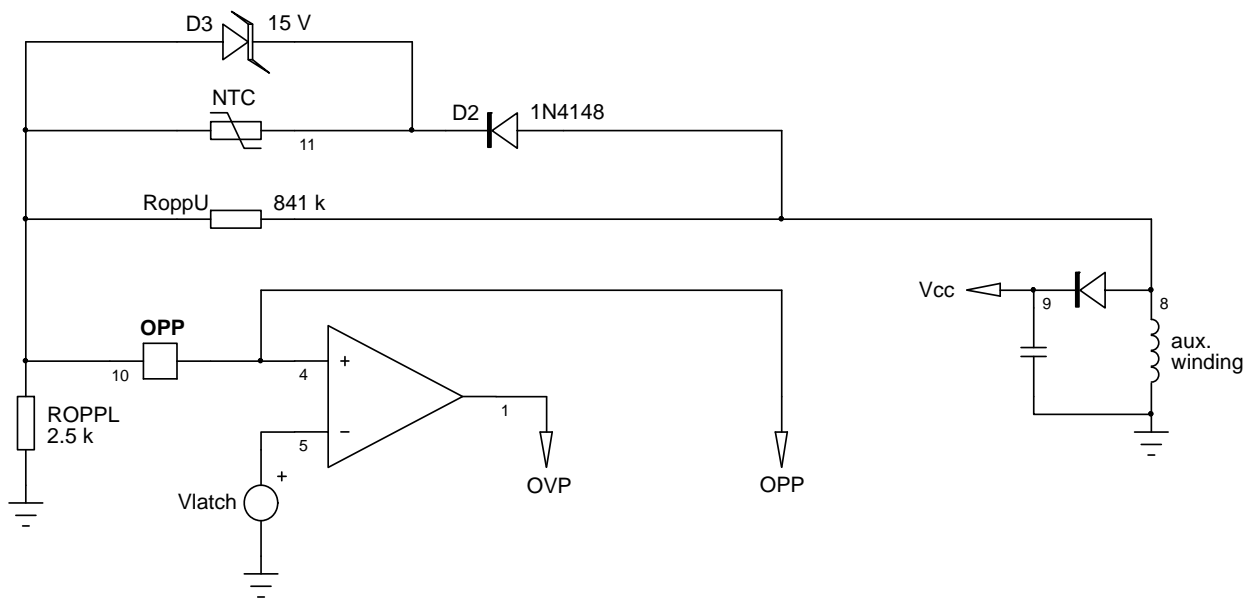 D3 15 V
NTC
D2 1N4148
11
RoppU 841 k
Vcc
9
8
aux.
winding
OPP
10
4
+
1
ROPPL
2.5 k
5
−
+
Vlatch
OVP
OPP